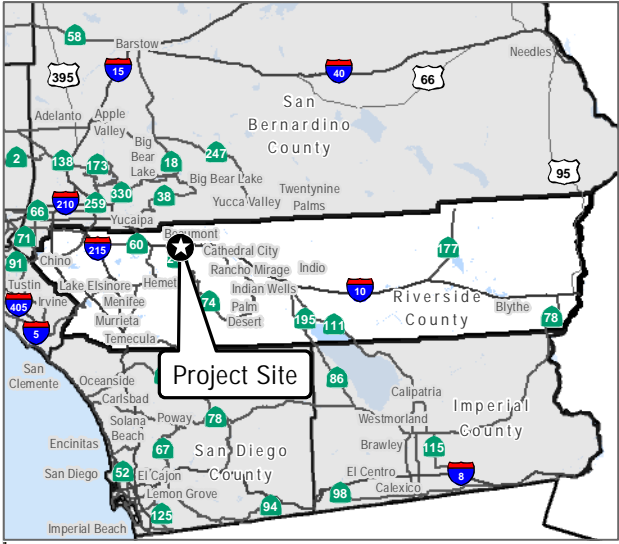 58
Barstow
Needles
395
15
40
66
San
Bernardino
County
Adelanto
Apple
Valley
Big
Bear
Lake
2
138
173
18
247
95
Big Bear Lake
Twentynine
Palms
210
259
330
38
Yucca Valley
66
Yucaipa
71
Beaumont
215
60
Cathedral City
177
91
Chino
Rancho Mirage
Indio
Tustin
Lake Elsinore
Hemet
Indian Wells
10
405
Irvine
Menifee
74
Palm
Desert
Riverside
County
Blythe
5
Murrieta
195
111
78
Temecula
San
Clemente
Project Site
Oceanside
Carlsbad
86
Calipatria
Solana
Beach
Poway
78
Westmorland
Imperial
County
Encinitas
67
San Diego
County
Brawley
115
San Diego
52
El Cajon
El Centro
8
Lemon Grove
Calexico
98
94
125
Imperial Beach